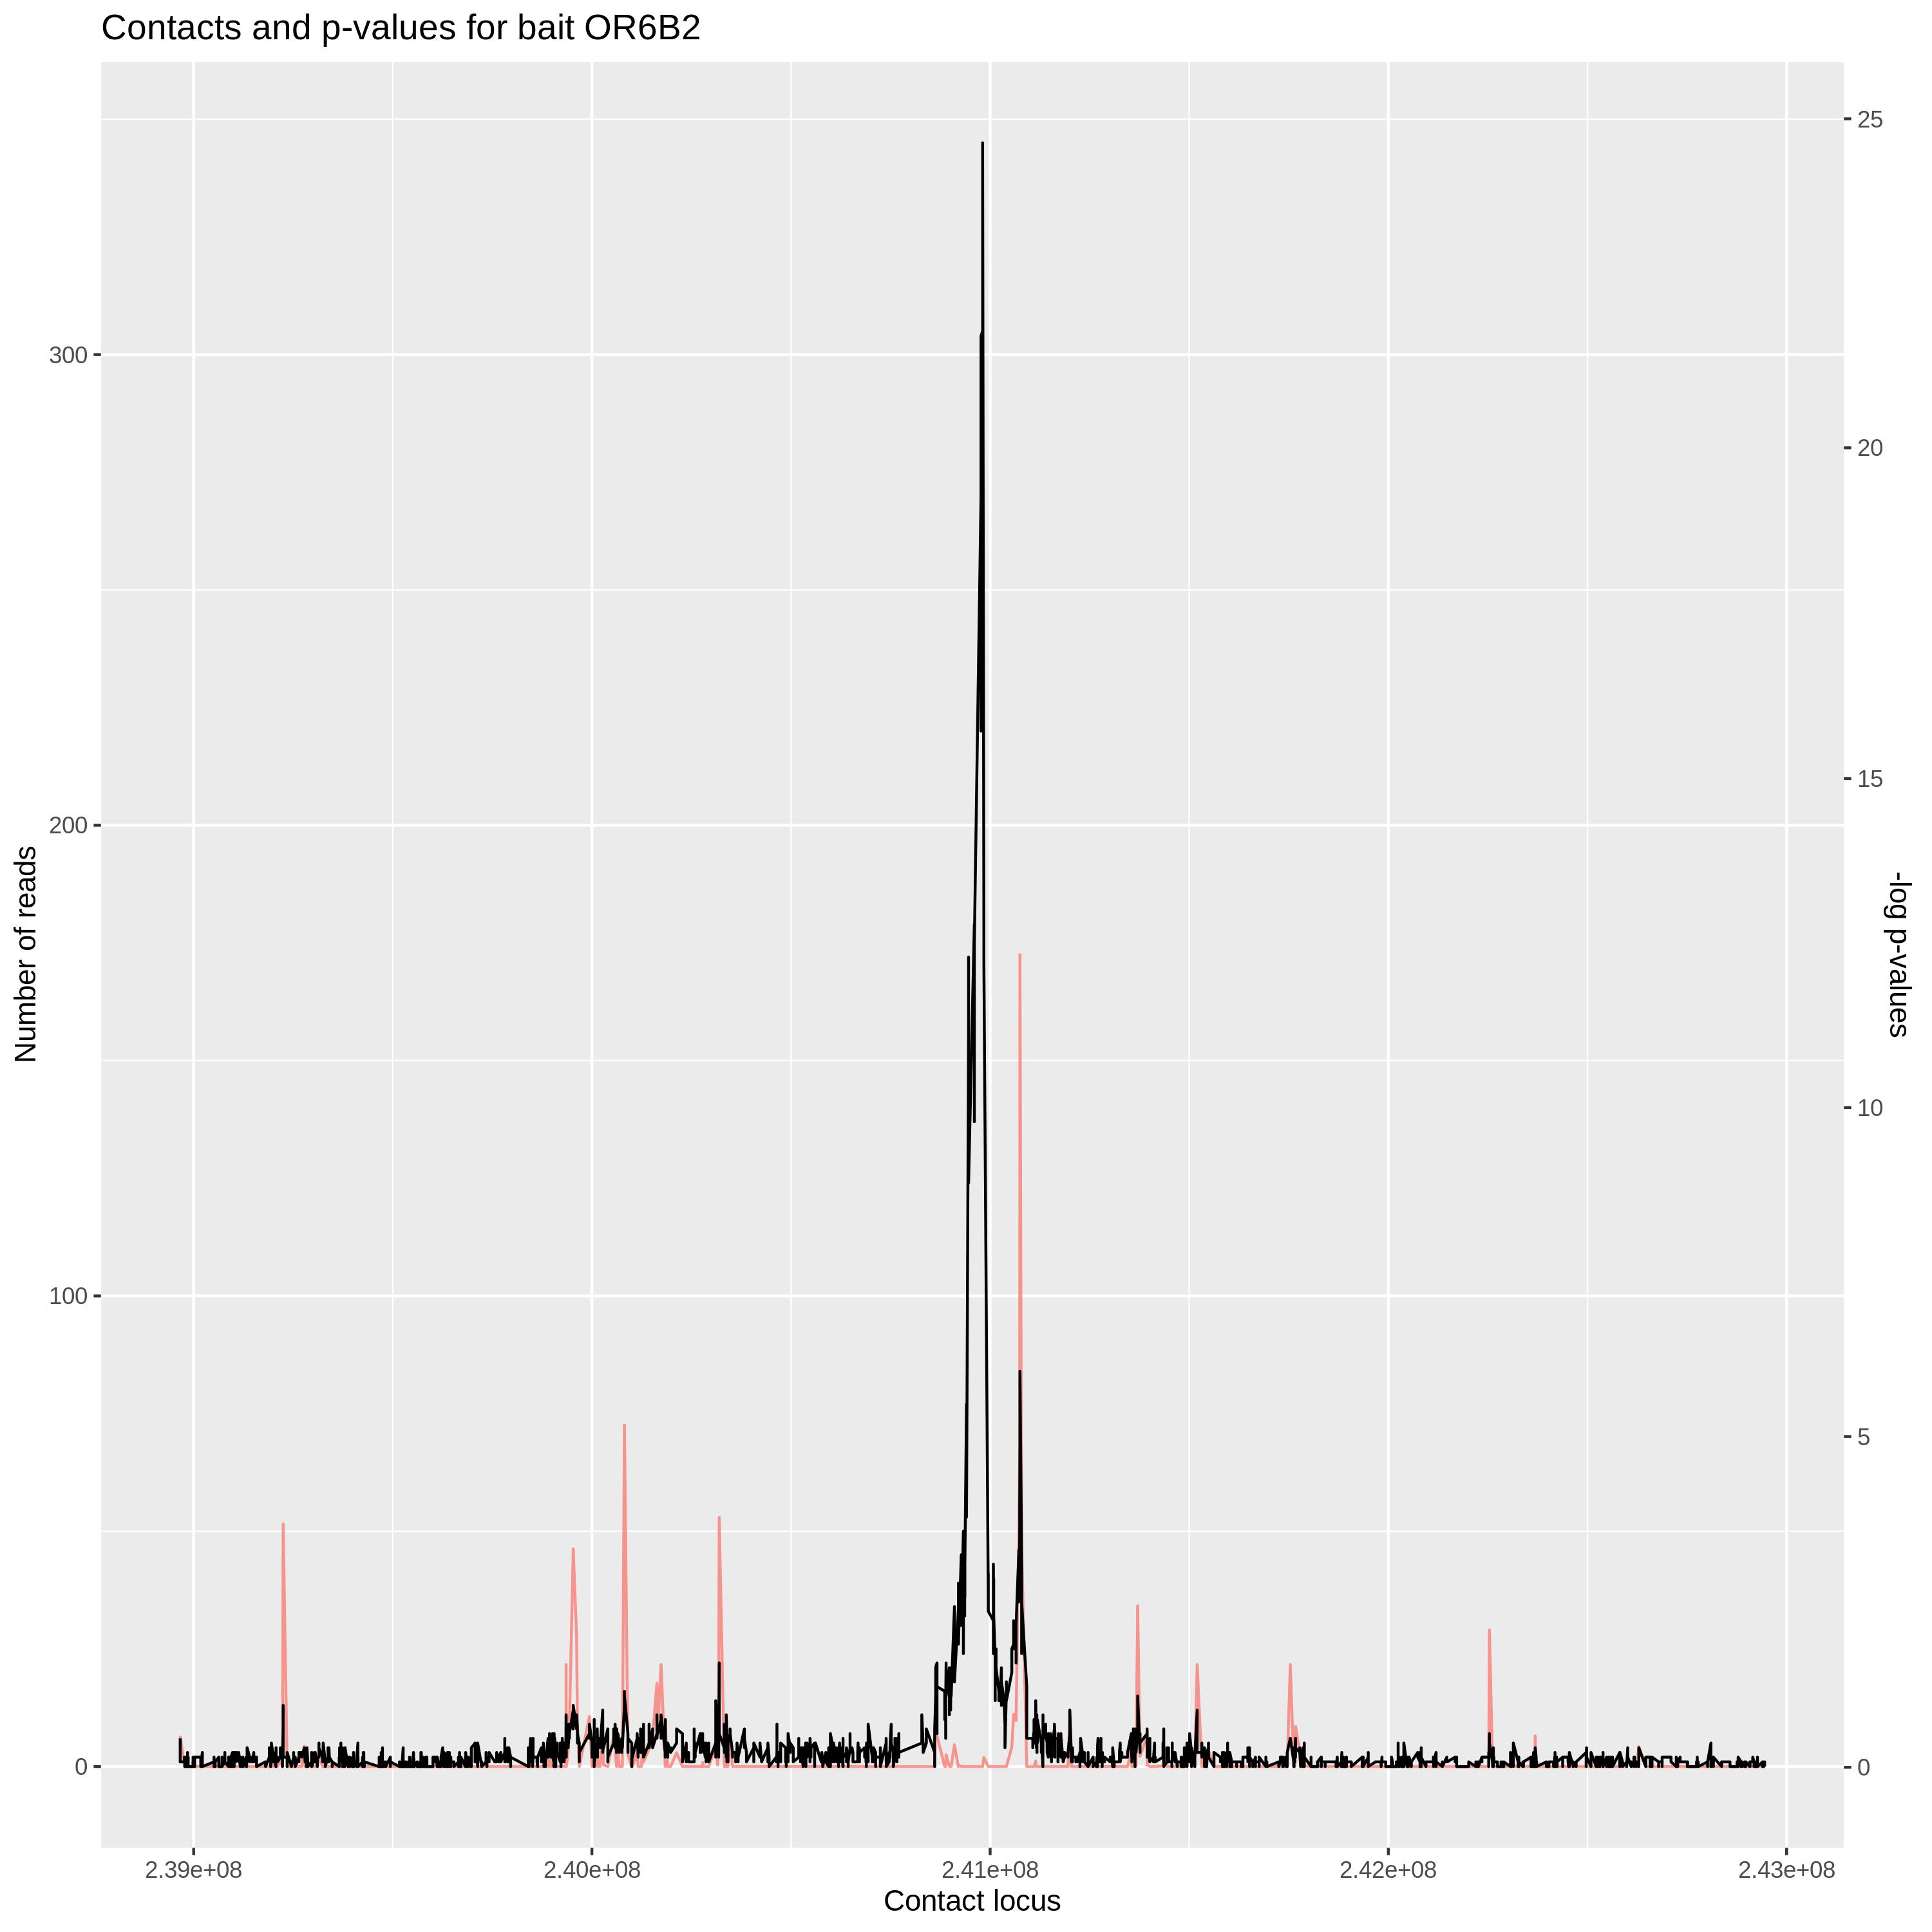 Contacts and p-values for bait OR6B2
Number of reads
300
200
100
0
25
20
15
10
5
0
-log p-values
2.39e+08
2.40e+08
2.41e+08
2.42e+08
2.43e+08
Contact locus